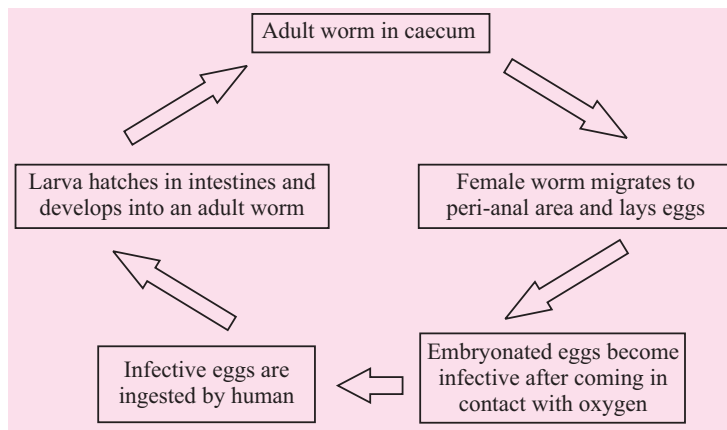 Adult worm in caecum
Female worm migrates to
peri-anal area and lays eggs
Embryonated eggs become
infective after coming in
contact with oxygen
Infective eggs are
ingested by human
Larva hatches in intestines and
develops into an adult worm